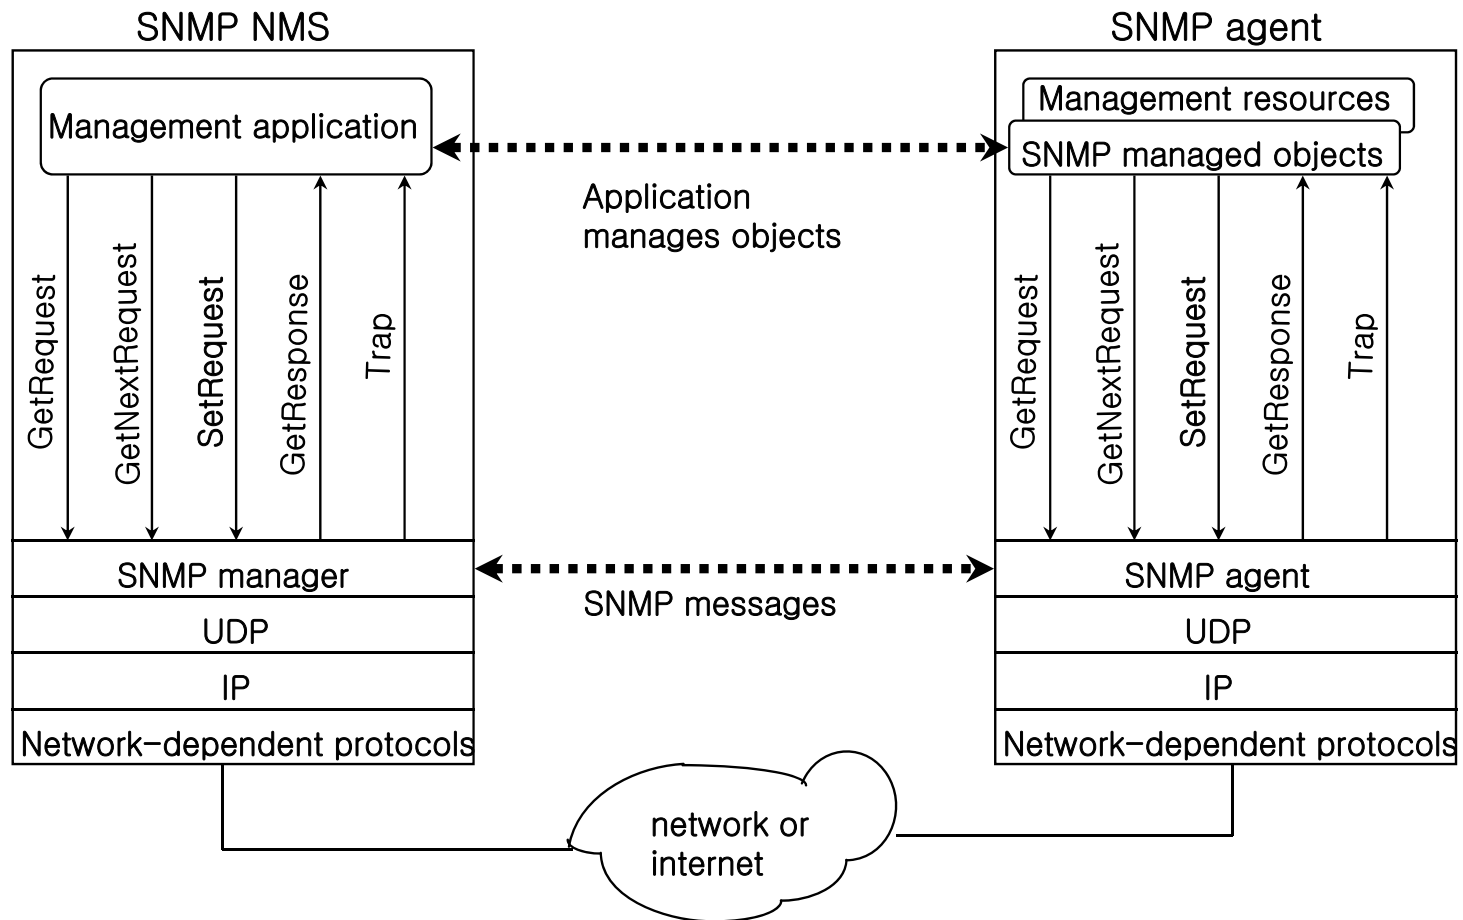 SNMP NMS
SNMP agent
Management application
Management resources
SNMP managed objects
Application
manages objects
GetRequest
GetNextRequest
SetRequest
GetResponse
Trap
GetRequest
GetNextRequest
SetRequest
GetResponse
Trap
SNMP manager
SNMP messages
SNMP agent
UDP
UDP
IP
IP
Network-dependent protocols
Network-dependent protocols
network or
internet